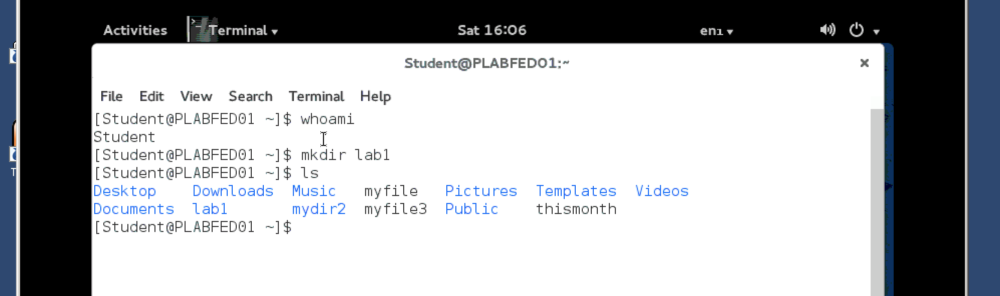 Activities Terminal Sat 16:06 en1
Student@PLABFED01:~
File Edit View Search Terminal Help
[Student@PLABFED01 ~]$ whoami
Student
[Student@PLABFED01 ~]$ mkdir lab1
[Student@PLABFED01 ~]$ ls
Desktop Downloads Music myfile Pictures Templates Videos
Documents lab1 mydir2 myfile3 Public thismonth
[Student@PLABFED01 ~]$